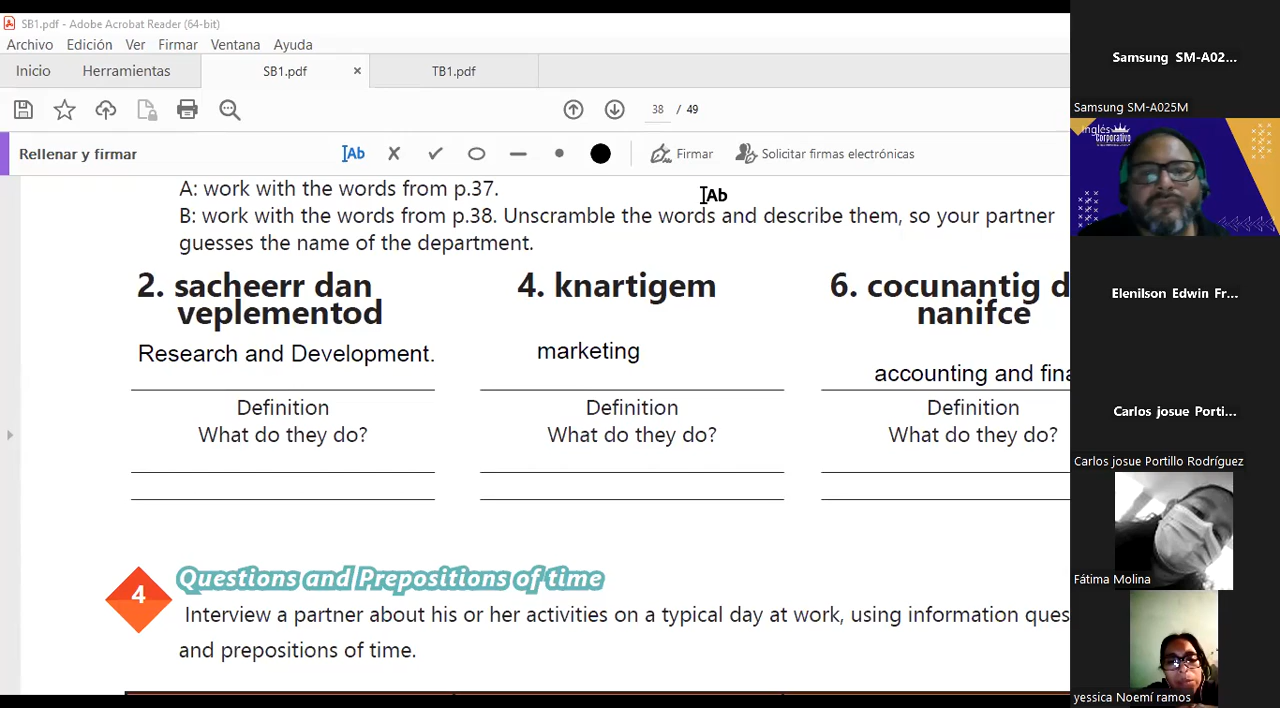 SB1.pdf - Adobe Acrobat Reader (64-bit)
Archivo Edición Ver Firmar Ventana Ayuda
Inicio Herramientas SB1.pdf × TB1.pdf
38 / 49
Rellenar y firmar Ab Firmar Solicitar firmas electrónicas
A: work with the words from p.37.
Ab
B: work with the words from p.38. Unscramble the words and describe them, so your partner
guesses the name of the department.
2. sacheerr dan
veplementod
4. knartigem
6. cocunantig d
nanifce
Research and Development.
marketing
accounting and fina
Definition
What do they do?
Definition
What do they do?
Definition
What do they do?
4
Questions and Prepositions of time
Interview a partner about his or her activities on a typical day at work, using information ques
and prepositions of time.
Samsung SM-A02...
Samsung SM-A025M
Inglés
Corporativo
Elenilson Edwin Fr...
Carlos josue Porti...
Carlos josue Portillo Rodríguez
Fátima Molina
yessica Noemí ramos